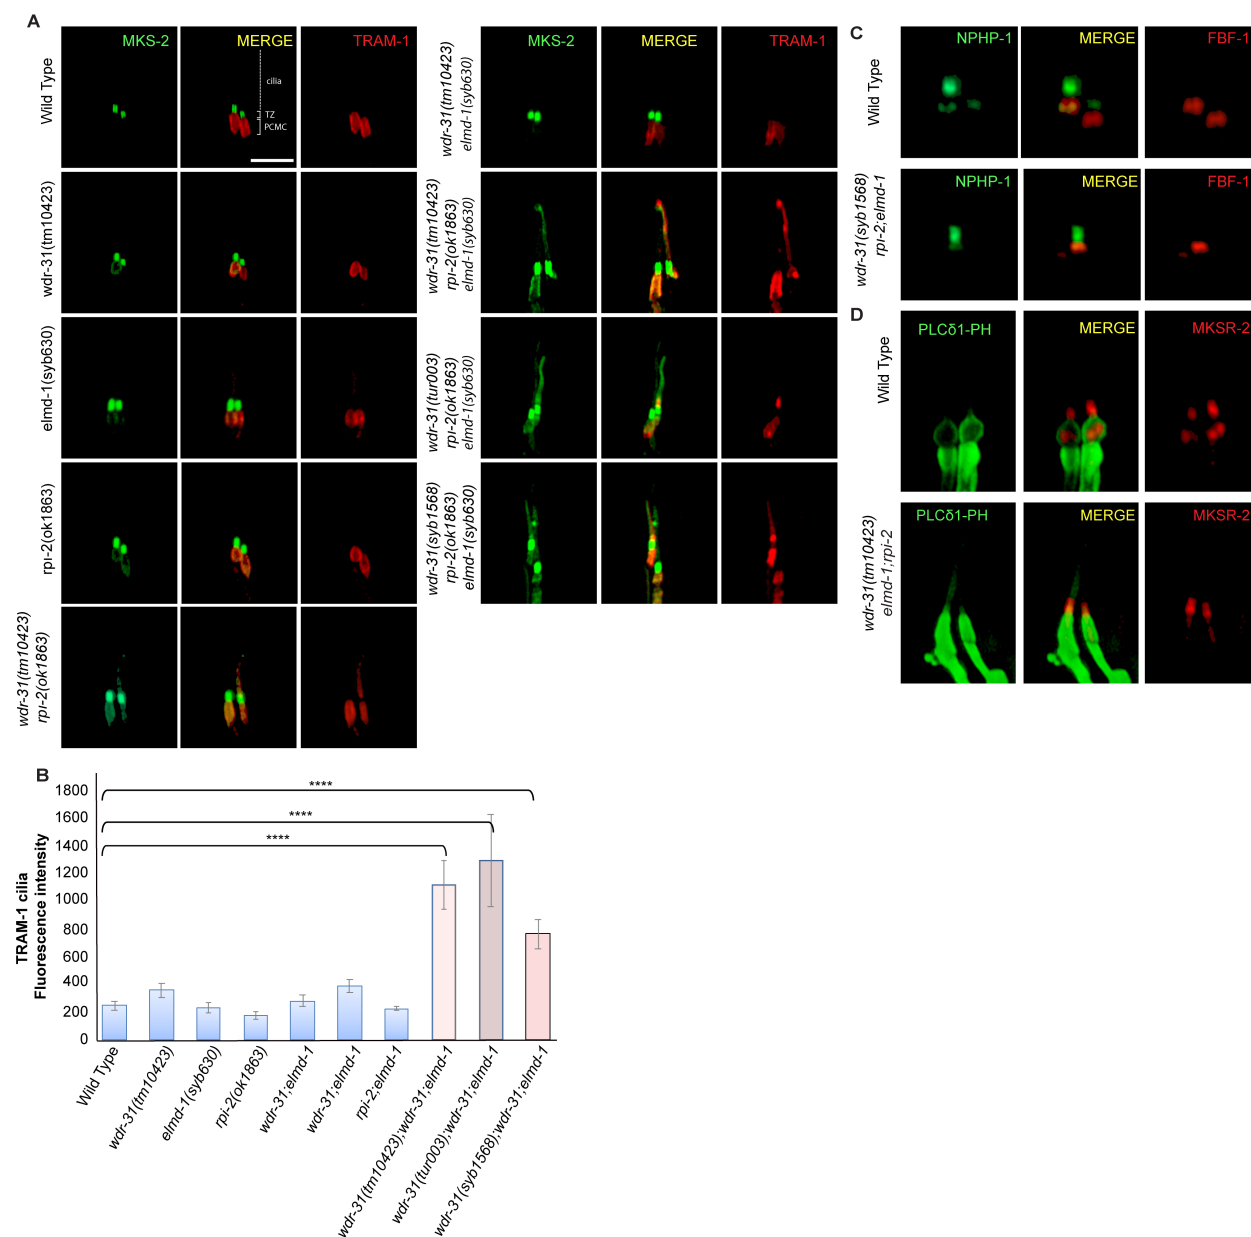 A
Wild Type
MKS-2
MERGE
TRAM-1
cilia
TZ
PCMC
wdr-31(tm10423)
elmd-1(syb630)
rpi-2(ok1863)
wdr-31(tm10423)
rpi-2(ok1863)
wdr-31(tm10423)
elmd-1(syb630)
MKS-2
MERGE
TRAM-1
wdr-31(tm10423)
rpi-2(ok1863)
elmd-1(syb630)
wdr-31(tur003)
rpi-2(ok1863)
elmd-1(syb630)
wdr-31(syb1568)
rpi-2(ok1863)
elmd-1(syb630)
C
Wild Type
NPHP-1
MERGE
FBF-1
wdr-31(syb1568)
rpi-2;elmd-1
NPHP-1
MERGE
FBF-1
D
Wild Type
PLCδ1-PH
MERGE
MKSR-2
wdr-31(tm10423)
elmd-1;rpi-2
PLCδ1-PH
MERGE
MKSR-2
B
TRAM-1 cilia
Fluorescence intensity
1800
1600
1400
1200
1000
800
600
400
200
0
****
****
****
Wild Type
wdr-31(tm10423)
elmd-1(syb630)
rpi-2(ok1863)
wdr-31;elmd-1
wdr-31;elmd-1
rpi-2;elmd-1
wdr-31(tm10423);wdr-31;elmd-1
wdr-31(tur003);wdr-31;elmd-1
wdr-31(syb1568);wdr-31;elmd-1